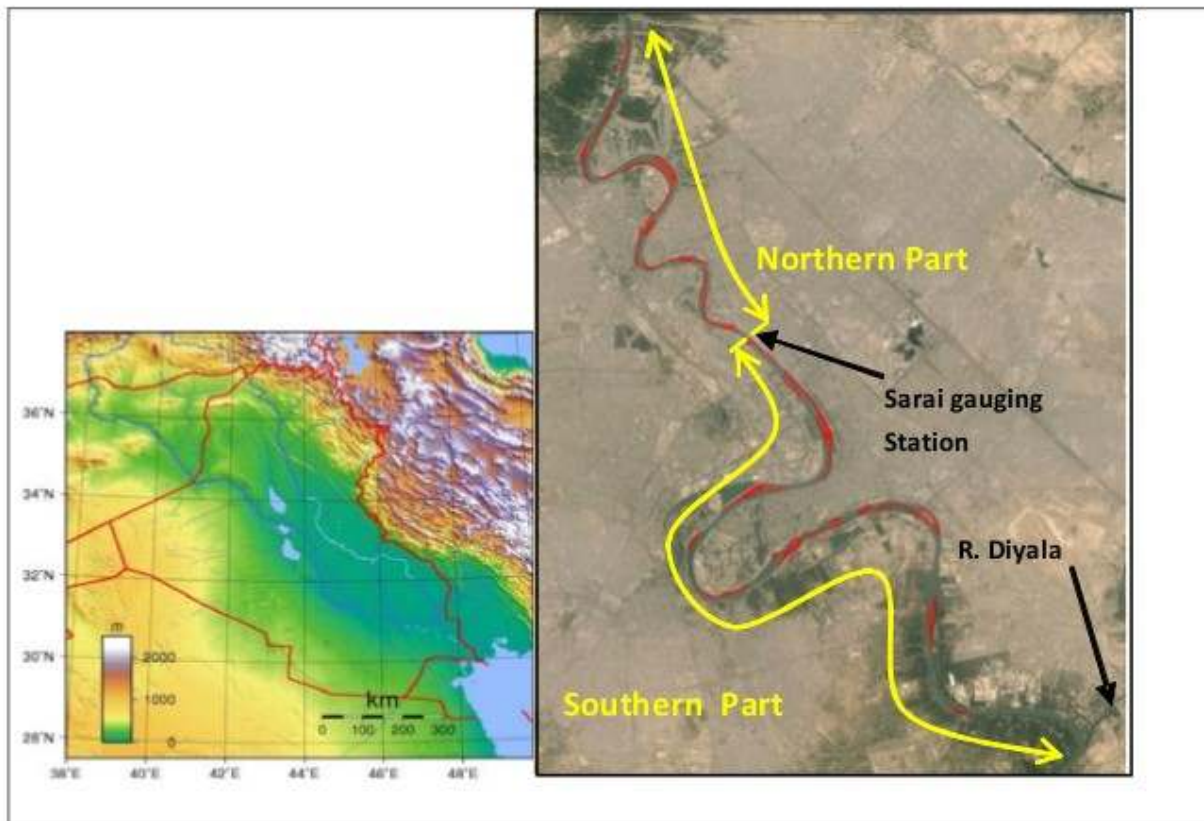 Northern Part
Sarai gauging
Station
R. Diyala
Southern Part
36°N
34°N
32°N
30°N
28°N
m
2000
1000
0
km
0 100 200 300
38°E 40°E 42°E 44°E 46°E 48°E